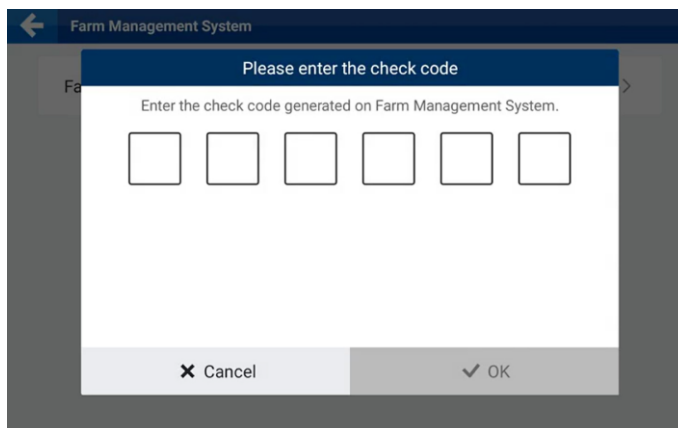 Farm Management System
Please enter the check code
Fa
Enter the check code generated on Farm Management System.
Cancel
OK